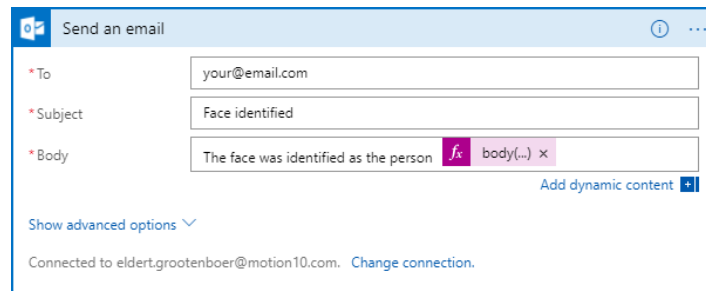 Send an email
* To your@email.com
* Subject Face identified
* Body The face was identified as the person fx body(...) ×
Add dynamic content
Show advanced options
Connected to eldert.grootenboer@motion10.com. Change connection.